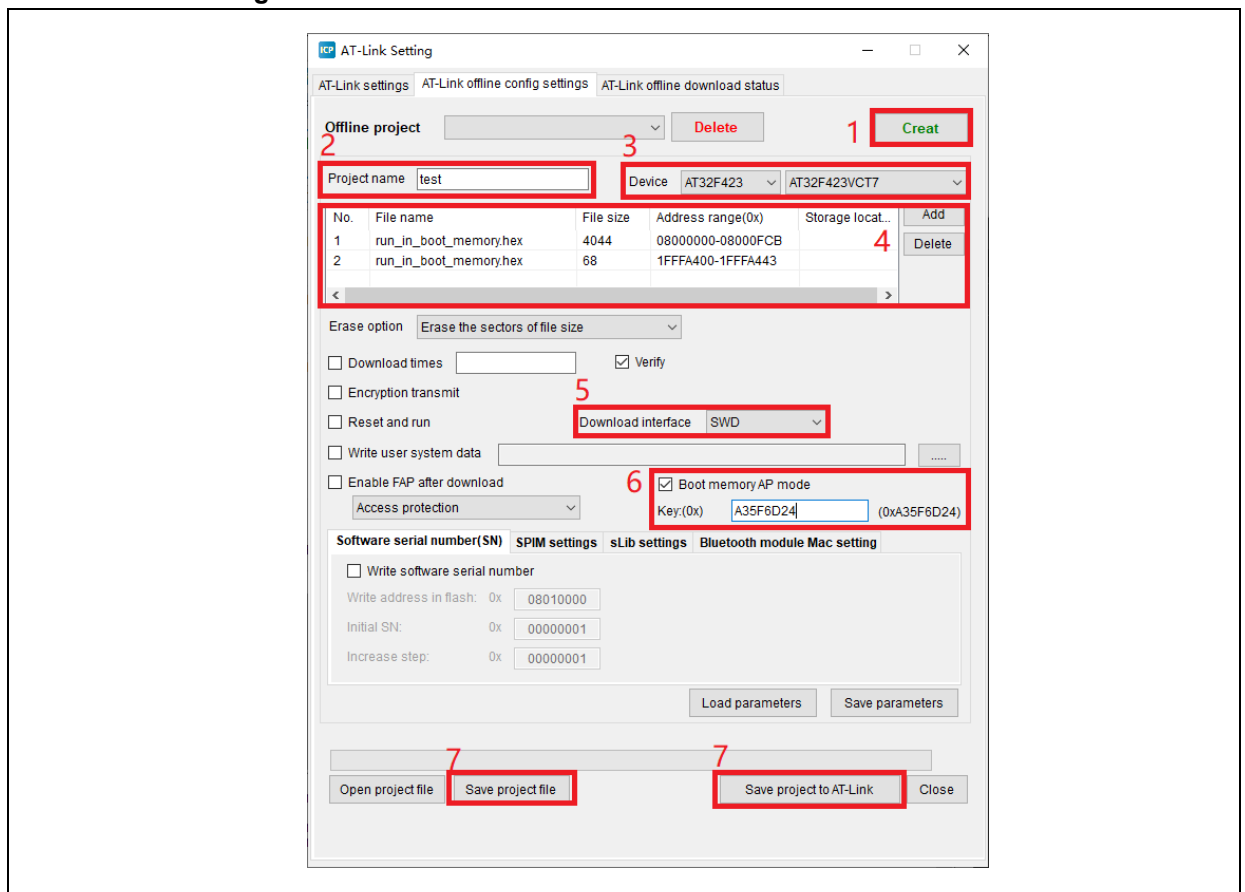 g
ICP AT-Link Setting
AT-Link settings AT-Link offline config settings AT-Link offline download status
Offline project Delete 1 Creat
2 3
Project name test Device AT32F423 AT32F423VCT7
No. File name File size Address range(0x) Storage locat... Add
1 run_in_boot_memory.hex 4044 08000000-08000FCB 4 Delete
2 run_in_boot_memory.hex 68 1FFFA400-1FFFA443
Erase option Erase the sectors of file size
Download times Verify
Encryption transmit 5
Reset and run Download interface SWD
Write user system data .....
Enable FAP after download 6 Boot memory AP mode
Access protection Key:(0x) A35F6D24 (0xA35F6D24)
Software serial number(SN) SPIM settings sLib settings Bluetooth module Mac setting
Write software serial number
Write address in flash: 0x 08010000
Initial SN: 0x 00000001
Increase step: 0x 00000001
Load parameters Save parameters
7 7
Open project file Save project file Save project to AT-Link Close